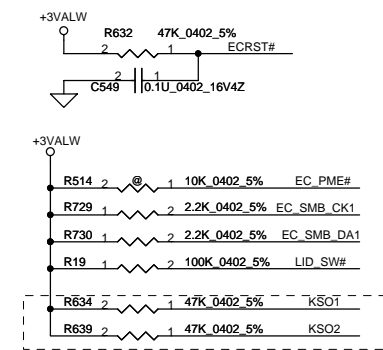 +3VALW
R632 47K_0402_5%
2 1 ECRST#
2 1
C549 0.1U_0402_16V4Z
+3VALW
R514 2 @ 1 10K_0402_5% EC_PME#
R729 1 2 2.2K_0402_5% EC_SMB_CK1
R730 1 2 2.2K_0402_5% EC_SMB_DA1
R19 1 2 100K_0402_5% LID_SW#
R634 2 1 47K_0402_5% KSO1
R639 2 1 47K_0402_5% KSO2